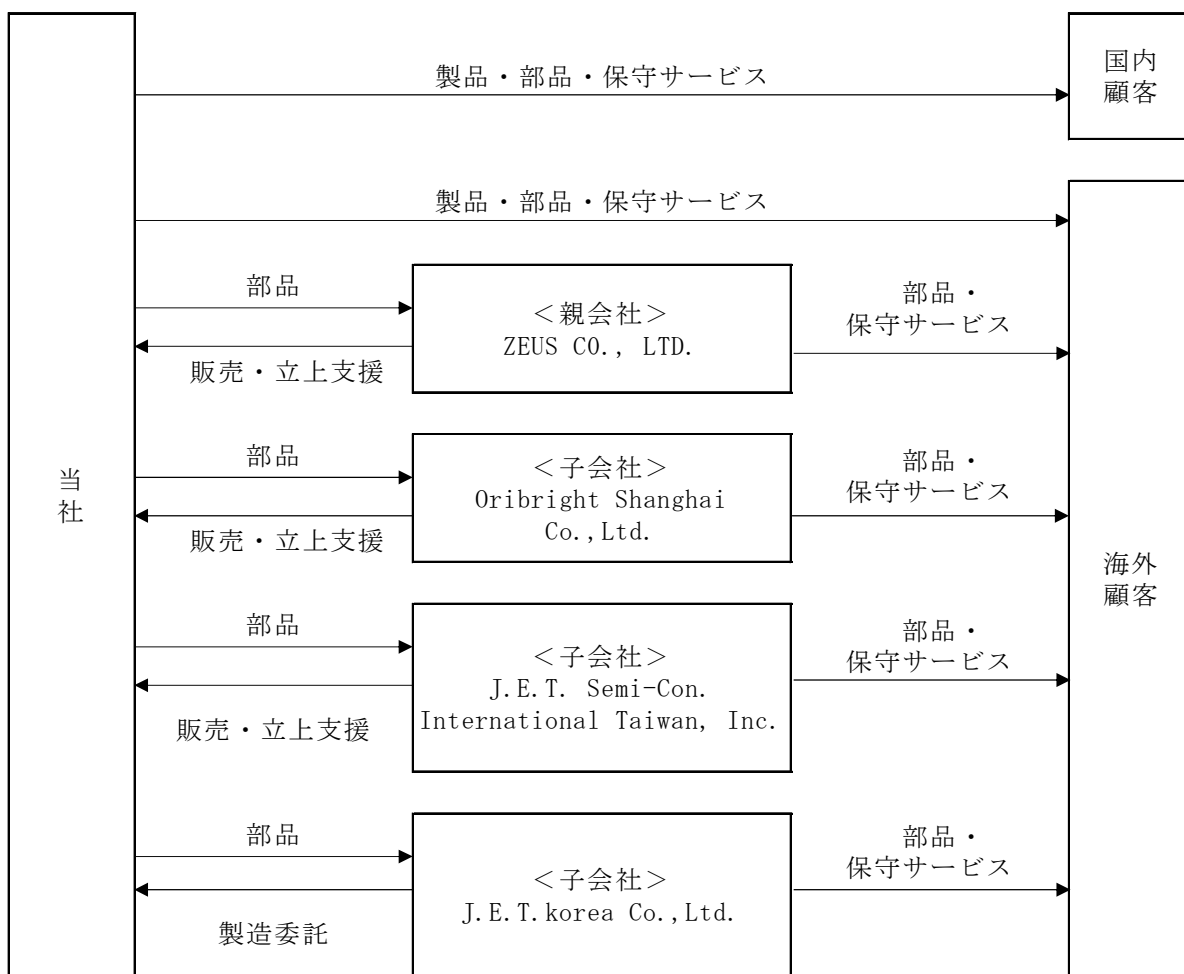 製品・部品・保守サービス
国内
顧客
製品・部品・保守サービス
部品
<親会社>
ZEUS CO., LTD.
部品・
保守サービス
販売・立上支援
部品
<子会社>
Oribright Shanghai
Co.,Ltd.
部品・
保守サービス
販売・立上支援
当
社
海外
顧客
部品
<子会社>
J.E.T. Semi-Con.
International Taiwan, Inc.
部品・
保守サービス
販売・立上支援
部品
<子会社>
J.E.T.korea Co.,Ltd.
部品・
保守サービス
製造委託